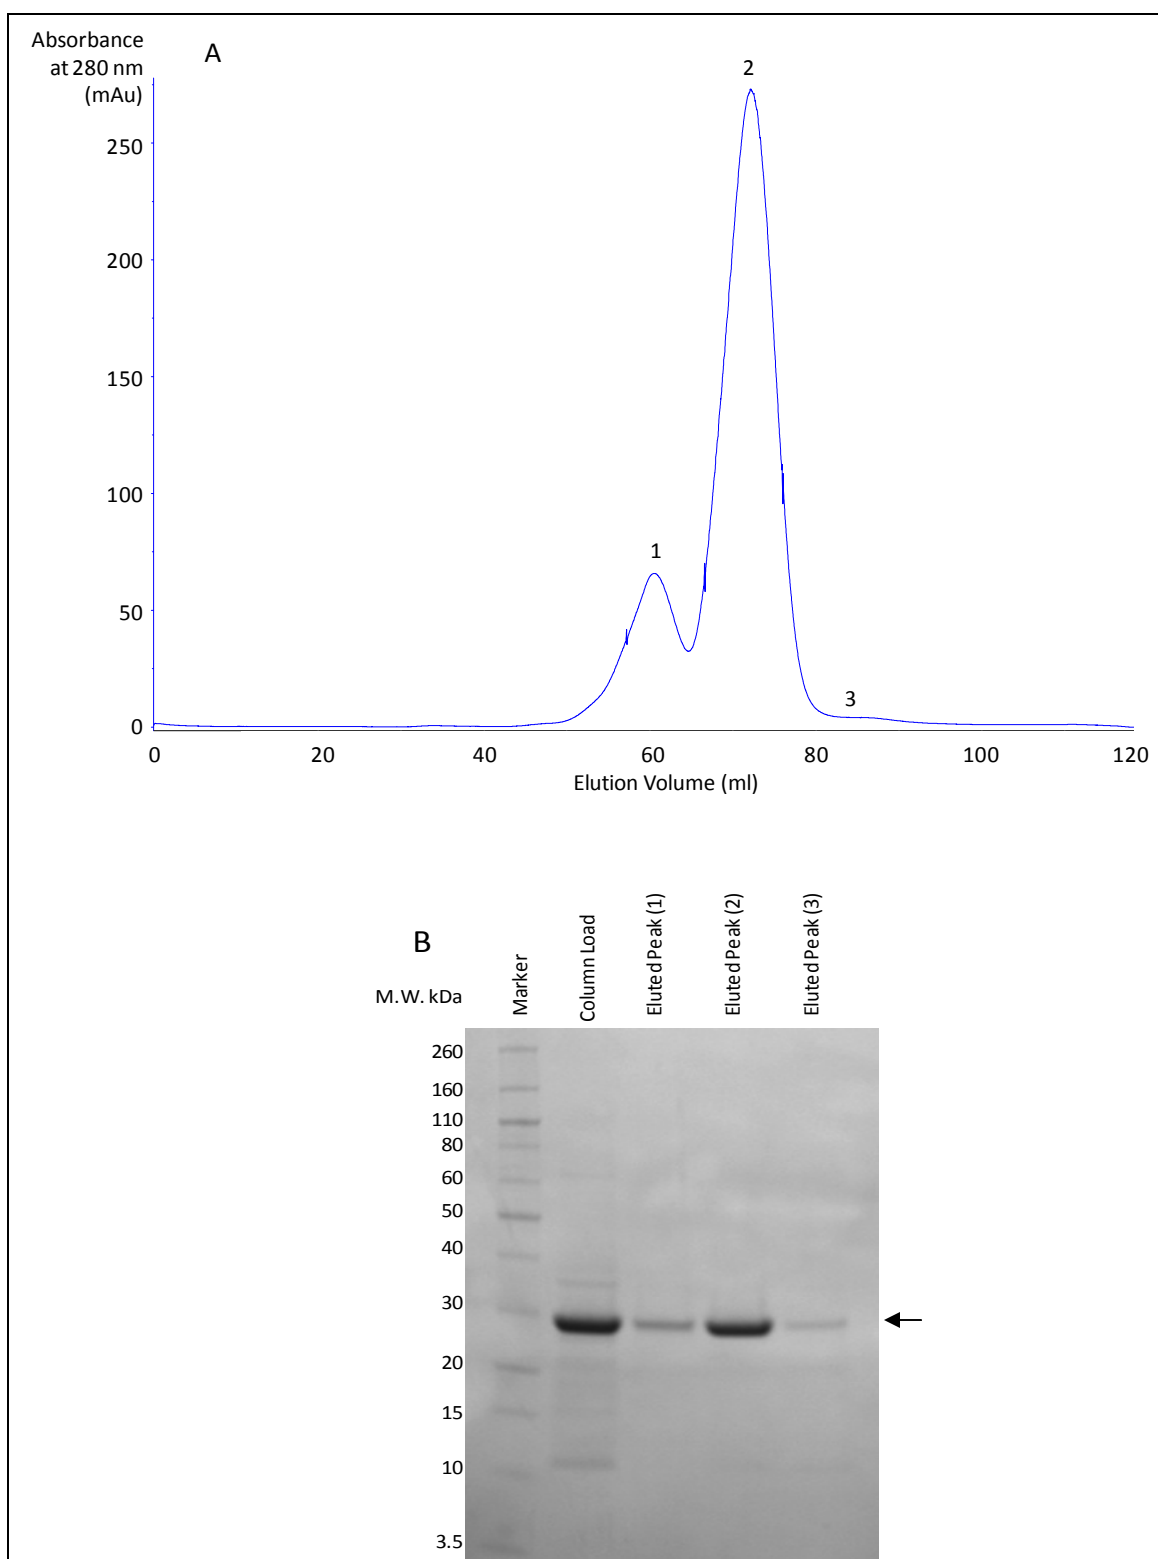 Absorbance
at 280 nm
(mAu)
A
2
250
200
150
100
1
50
3
0
0 20 40 60 80 100 120
Elution Volume (ml)
B
M.W. kDa
Marker
Column Load
Eluted Peak (1)
Eluted Peak (2)
Eluted Peak (3)
260
160
110
80
60
50
40
30
20
15
10
3.5